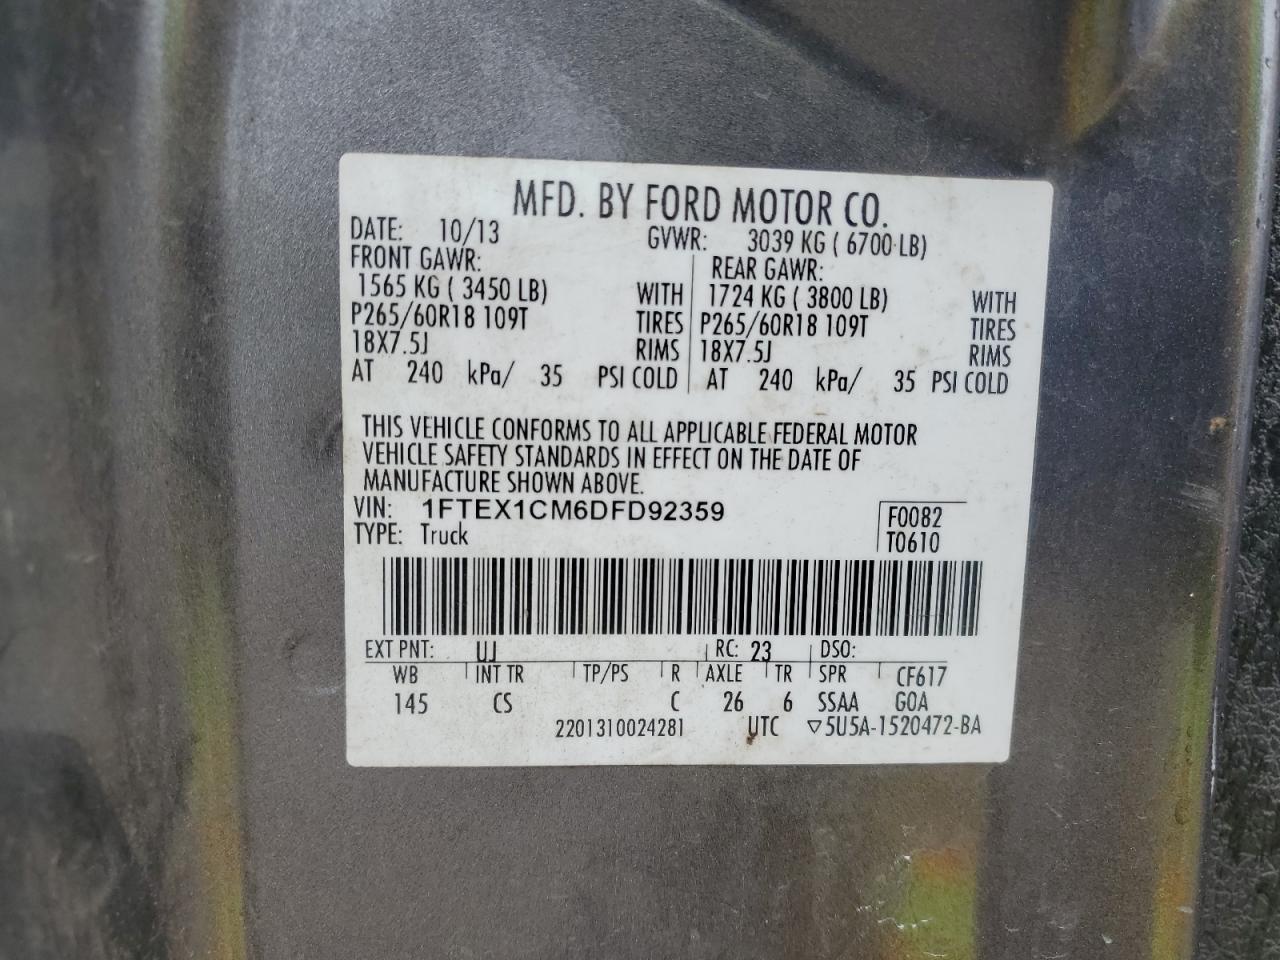 MFD. BY FORD MOTOR CO.
DATE: 10/13 GVWR: 3039 KG ( 6700 LB)
FRONT GAWR: REAR GAWR:
1565 KG ( 3450 LB) WITH 1724 KG ( 3800 LB) WITH
P265/60R18 109T TIRES P265/60R18 109T TIRES
18X7.5J RIMS 18X7.5J RIMS
AT 240 kPa/ 35 PSI COLD AT 240 kPa/ 35 PSI COLD
THIS VEHICLE CONFORMS TO ALL APPLICABLE FEDERAL MOTOR
VEHICLE SAFETY STANDARDS IN EFFECT ON THE DATE OF
MANUFACTURE SHOWN ABOVE.
VIN: 1FTEX1CM6DFD92359 F0082
TYPE: Truck T0610
EXT PNT: UJ RC: 23 DSO:
WB INT TR TP/PS R AXLE TR SPR CF617
145 CS C 26 6 SSAA GOA
2201310024281 UTC ▽5U5A-1520472-BA